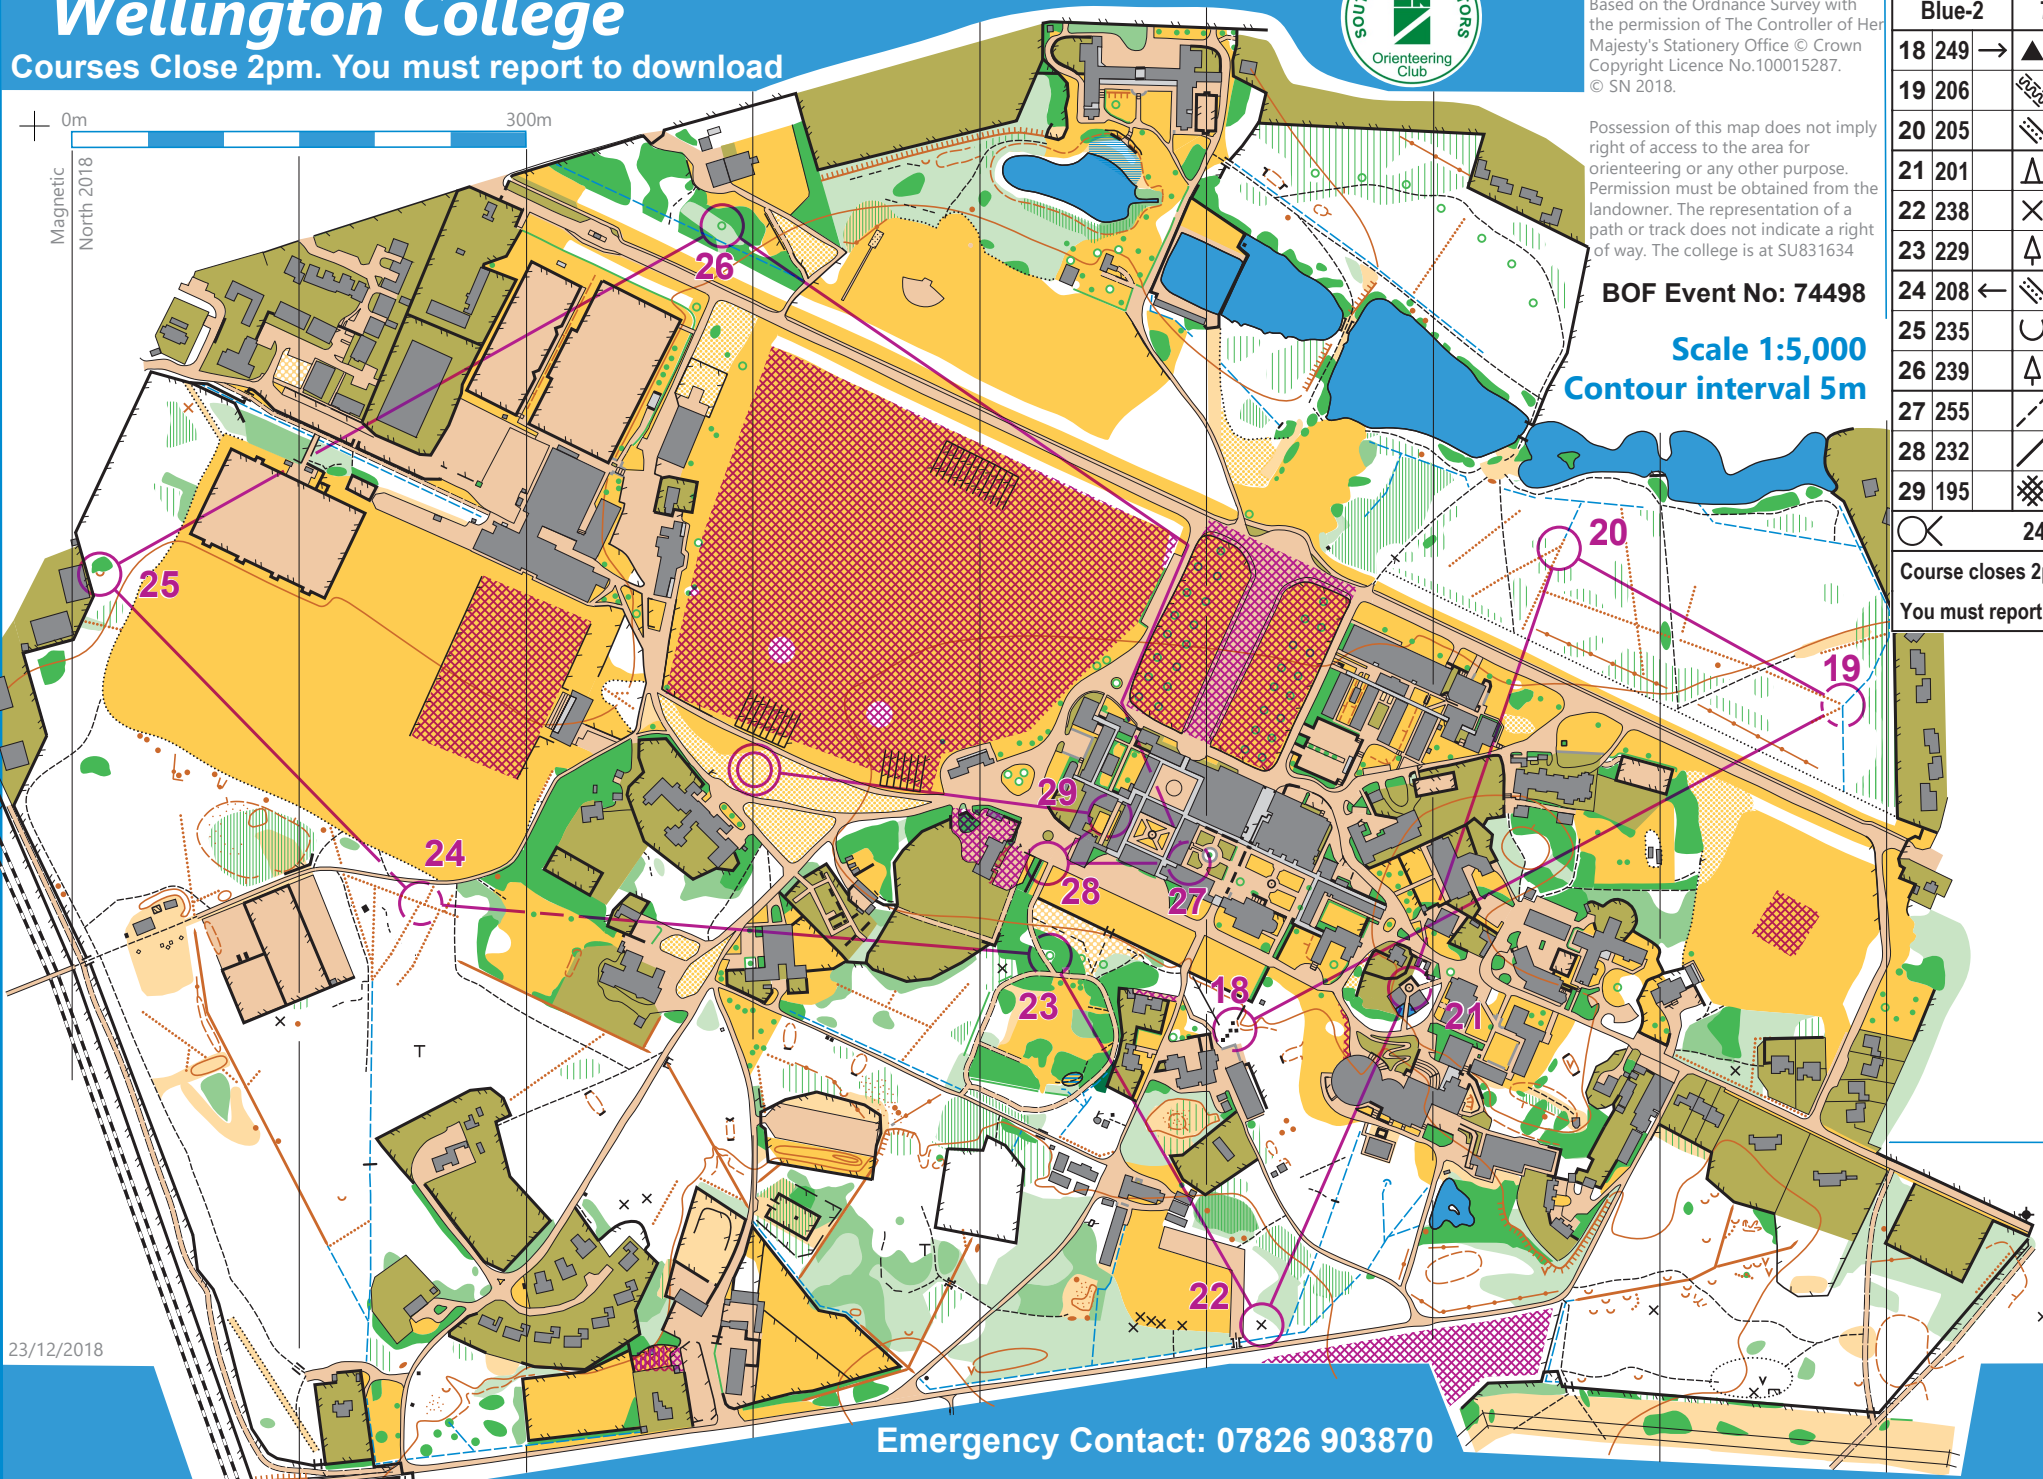 Wellington College
Courses Close 2pm. You must report to download
Orienteering
Club
Based on the Ordnance Survey with
the permission of The Controller of Her
Majesty's Stationery Office © Crown
Copyright Licence No.100015287.
© SN 2018.
Possession of this map does not imply
right of access to the area for
orienteering or any other purpose.
Permission must be obtained from the
landowner. The representation of a
path or track does not indicate a right
of way. The college is at SU831634
BOF Event No: 74498
Scale 1:5,000
Contour interval 5m
Blue-2
18 249
19 206
20 205
21 201
22 238
23 229
24 208
25 235
26 239
27 255
28 232
29 195
24
Course closes 2
You must report
0m
300m
Magnetic
North 2018
26
25
20
19
24
29
28
27
23
18
21
22
23/12/2018
Emergency Contact: 07826 903870